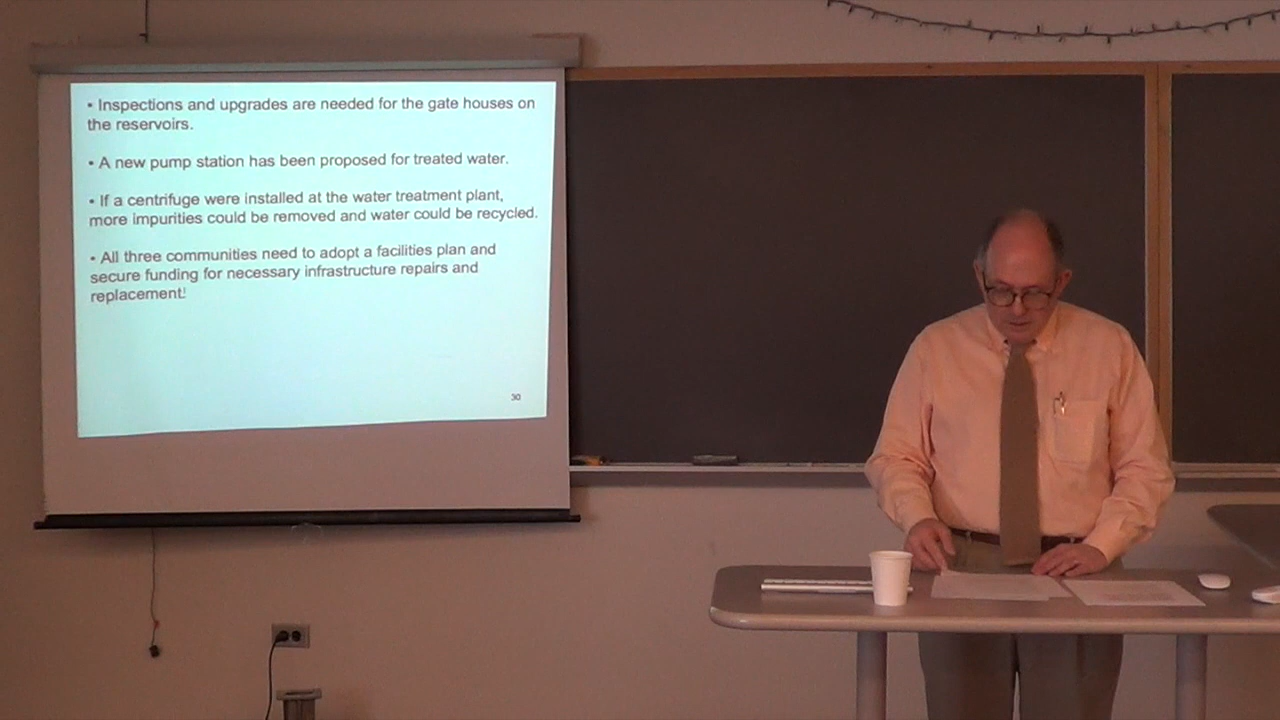 • Inspections and upgrades are needed for the gate houses on
the reservoirs.
• A new pump station has been proposed for treated water.
• If a centrifuge were installed at the water treatment plant,
more impurities could be removed and water could be recycled.
• All three communities need to adopt a facilities plan and
secure funding for necessary infrastructure repairs and
replacement!
30